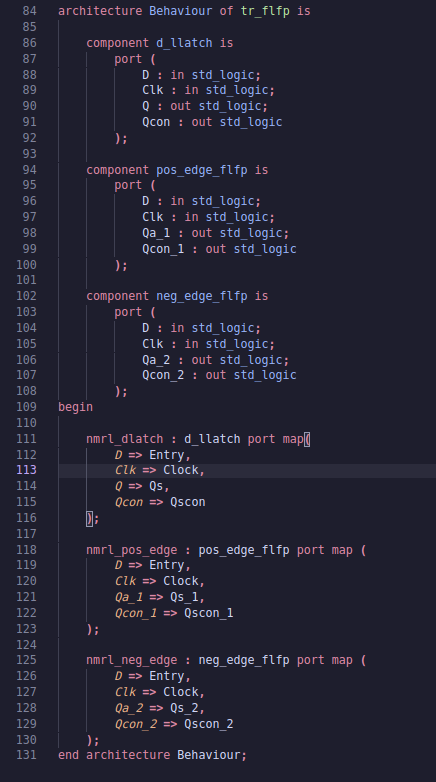 84 architecture Behaviour of tr_flfp is
85
86 component d_llatch is
87 port (
88 D : in std_logic;
89 Clk : in std_logic;
90 Q : out std_logic;
91 Qcon : out std_logic
92 );
93
94 component pos_edge_flfp is
95 port (
96 D : in std_logic;
97 Clk : in std_logic;
98 Qa_1 : out std_logic;
99 Qcon_1 : out std_logic
100 );
101
102 component neg_edge_flfp is
103 port (
104 D : in std_logic;
105 Clk : in std_logic;
106 Qa_2 : out std_logic;
107 Qcon_2 : out std_logic
108 );
109 begin
110
111 nmrl_dlatch : d_llatch port map(
112 D => Entry,
113 Clk => Clock,
114 Q => Qs,
115 Qcon => Qscon
116 );
117
118 nmrl_pos_edge : pos_edge_flfp port map (
119 D => Entry,
120 Clk => Clock,
121 Qa_1 => Qs_1,
122 Qcon_1 => Qscon_1
123 );
124
125 nmrl_neg_edge : neg_edge_flfp port map (
126 D => Entry,
127 Clk => Clock,
128 Qa_2 => Qs_2,
129 Qcon_2 => Qscon_2
130 );
131 end architecture Behaviour;